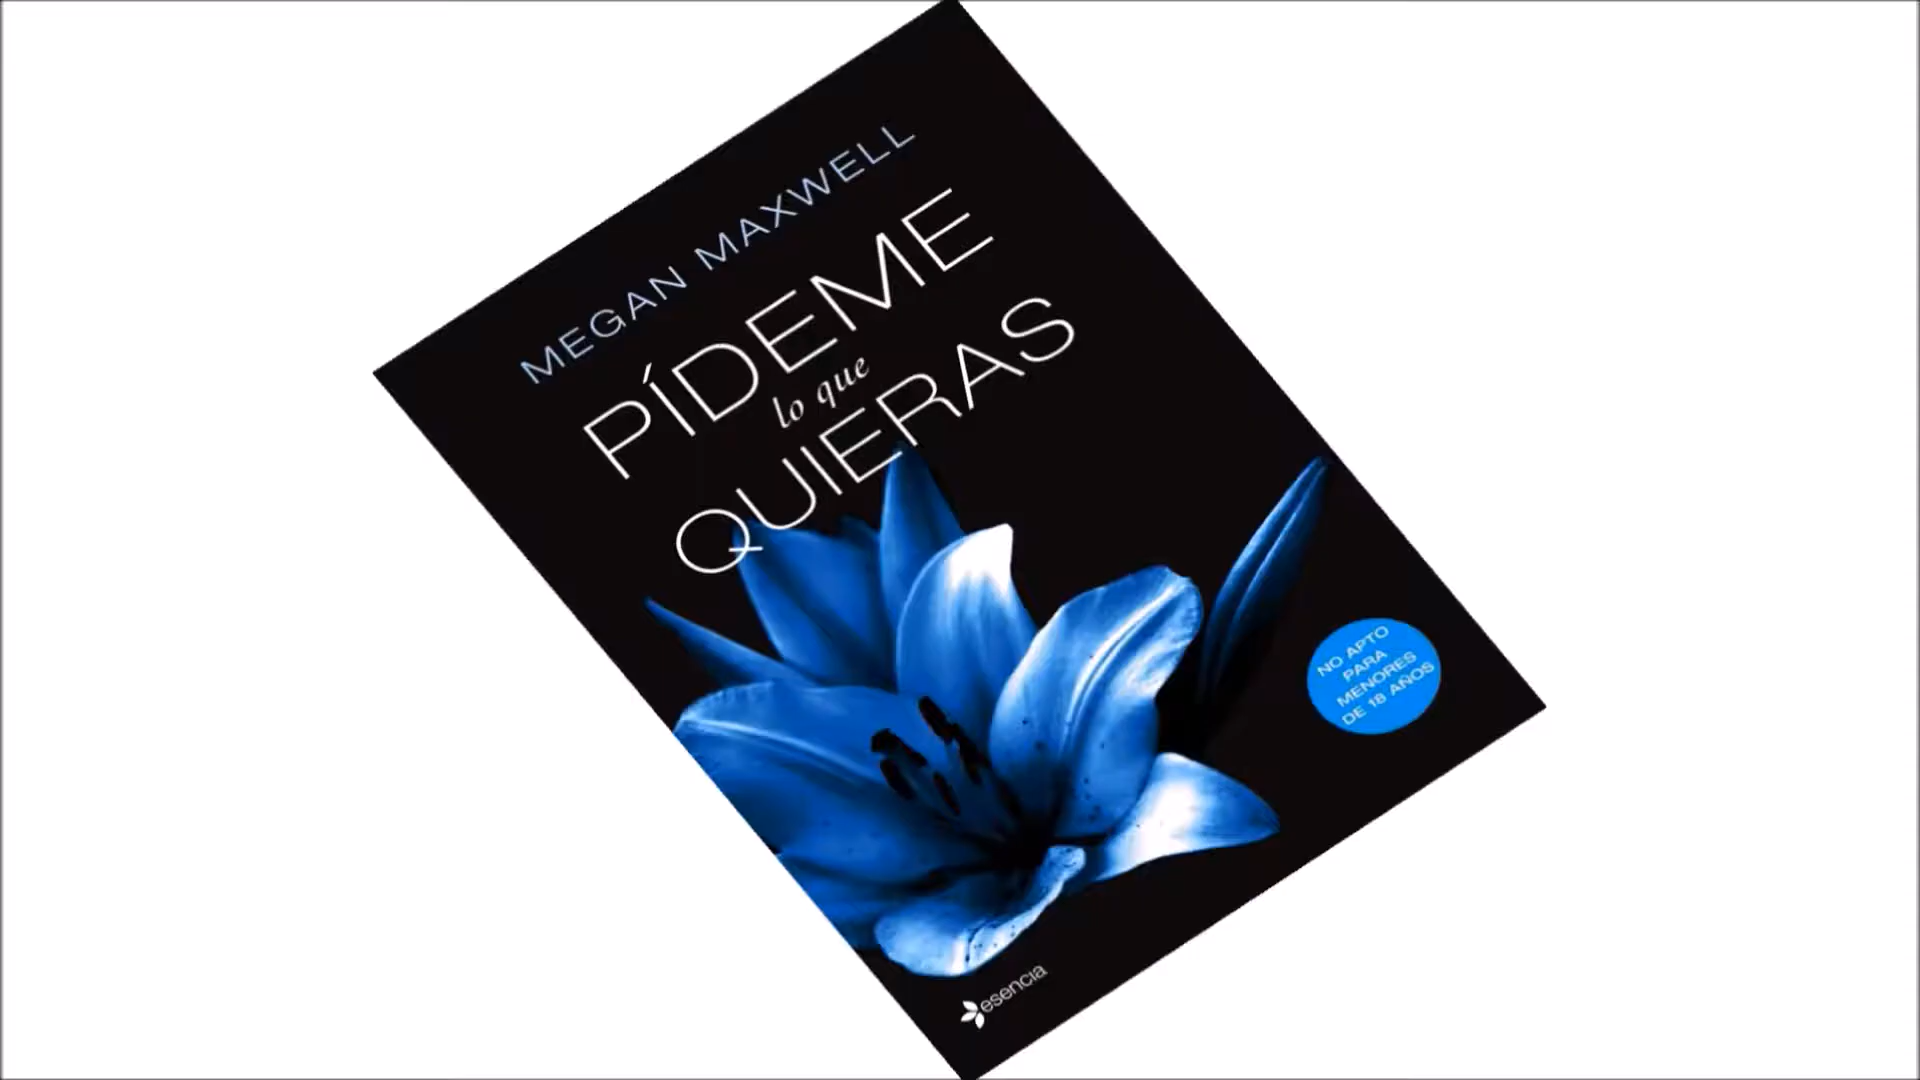 MEGAN MAXWELL
PÍDEME
lo que
QUIERAS
NO APTO
PARA
MENORES
DE 18 AÑOS
esencia